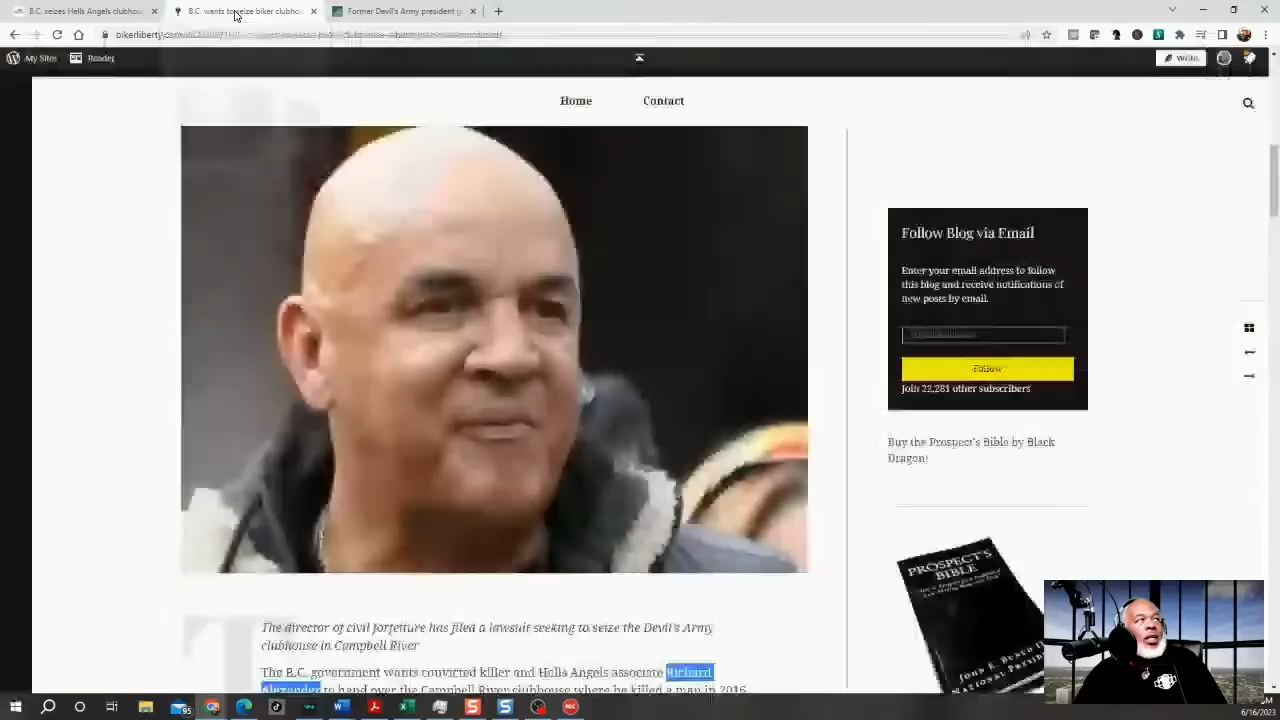 B.C. seizes Hells Angels clubhou
B.C. wants to seize biker clubho
Former Devil's Army president g
My Sites
Reader
Write
Home
Contact
Follow Blog via Email
Enter your email address to follow
this blog and receive notifications of
new posts by email.
Follow
Join 22,281 other subscribers
Buy the Prospect's Bible by Black
Dragon!
PROSPECT'S
BIBLE
The director of civil forfeiture has filed a lawsuit seeking to seize the Devil's Army
clubhouse in Campbell River
The B.C. government wants convicted killer and Hells Angels associate Richard
Alexander to hand over the Campbell River clubhouse where he killed a man in 2016
95
6/16/2023